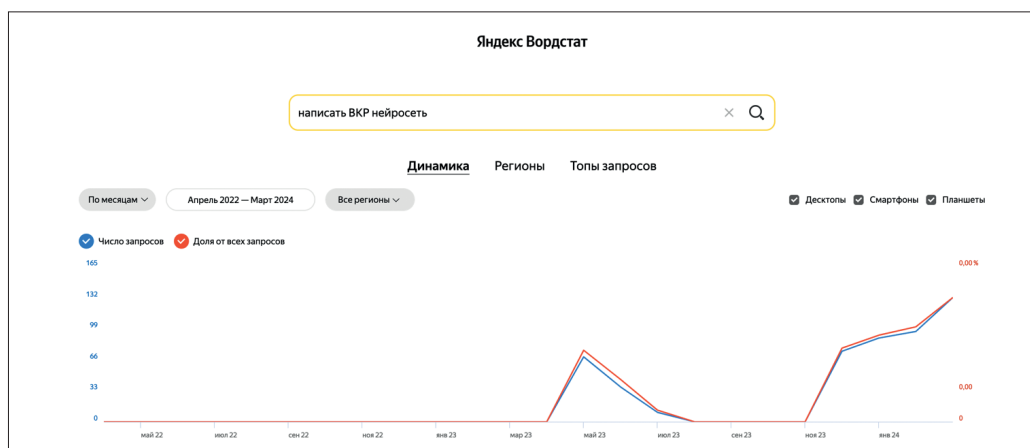 Яндекс Вордстат
написать ВКР нейросеть
Динамика Регионы Топы запросов
По месяцам Апрель 2022 — Март 2024 Все регионы Десктопы Смартфоны Планшеты
Число запросов Доля от всех запросов
165 0,00 %
132
99
66
33 0,00
0 0
май 22 июл 22 сен 22 ноя 22 янв 23 мар 23 май 23 июл 23 сен 23 ноя 23 янв 24